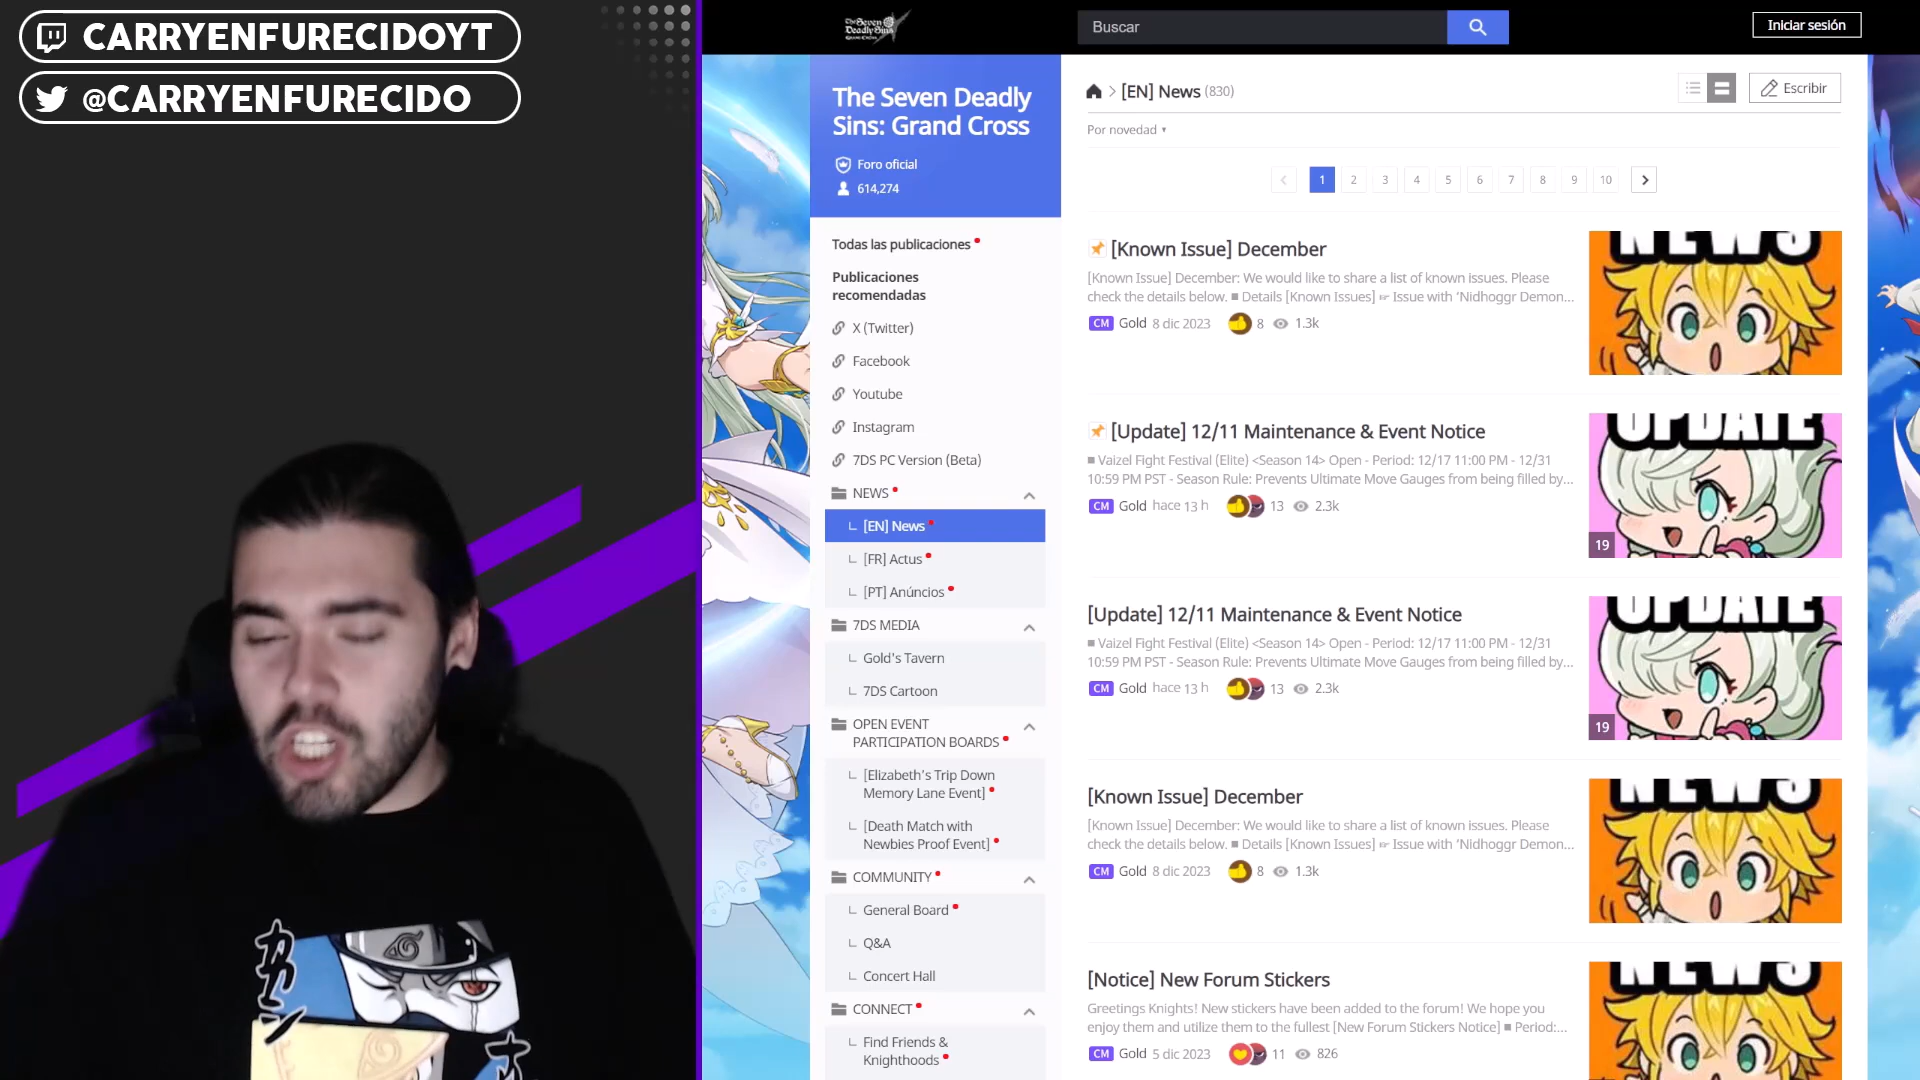 CARRYENFURECIDOYT
@CARRYENFURECIDO
The Seven
Deadly Sins
GRAND CROSS
Buscar
Iniciar sesión
The Seven Deadly
Sins: Grand Cross
Foro oficial
614,274
Todas las publicaciones
Publicaciones
recomendadas
X (Twitter)
Facebook
Youtube
Instagram
7DS PC Version (Beta)
NEWS
[EN] News
[FR] Actus
[PT] Anúncios
7DS MEDIA
Gold's Tavern
7DS Cartoon
OPEN EVENT
PARTICIPATION BOARDS
[Elizabeth's Trip Down
Memory Lane Event]
[Death Match with
Newbies Proof Event]
COMMUNITY
General Board
Q&A
Concert Hall
CONNECT
Find Friends &
Knighthoods
[EN] News (830)
Escribir
Por novedad
1 2 3 4 5 6 7 8 9 10
[Known Issue] December
[Known Issue] December: We would like to share a list of known issues. Please
check the details below. ■ Details [Known Issues] ☞ Issue with 'Nidhoggr Demon...
CM Gold 8 dic 2023 8 1.3k
NEWS
[Update] 12/11 Maintenance & Event Notice
■ Vaizel Fight Festival (Elite) <Season 14> Open - Period: 12/17 11:00 PM - 12/31
10:59 PM PST - Season Rule: Prevents Ultimate Move Gauges from being filled by...
CM Gold hace 13 h 13 2.3k
UPDATE
19
[Update] 12/11 Maintenance & Event Notice
■ Vaizel Fight Festival (Elite) <Season 14> Open - Period: 12/17 11:00 PM - 12/31
10:59 PM PST - Season Rule: Prevents Ultimate Move Gauges from being filled by...
CM Gold hace 13 h 13 2.3k
UPDATE
19
[Known Issue] December
[Known Issue] December: We would like to share a list of known issues. Please
check the details below. ■ Details [Known Issues] ☞ Issue with 'Nidhoggr Demon...
CM Gold 8 dic 2023 8 1.3k
NEWS
[Notice] New Forum Stickers
Greetings Knights! New stickers have been added to the forum! We hope you
enjoy them and utilize them to the fullest [New Forum Stickers Notice] ■ Period:...
CM Gold 5 dic 2023 11 826
NEWS